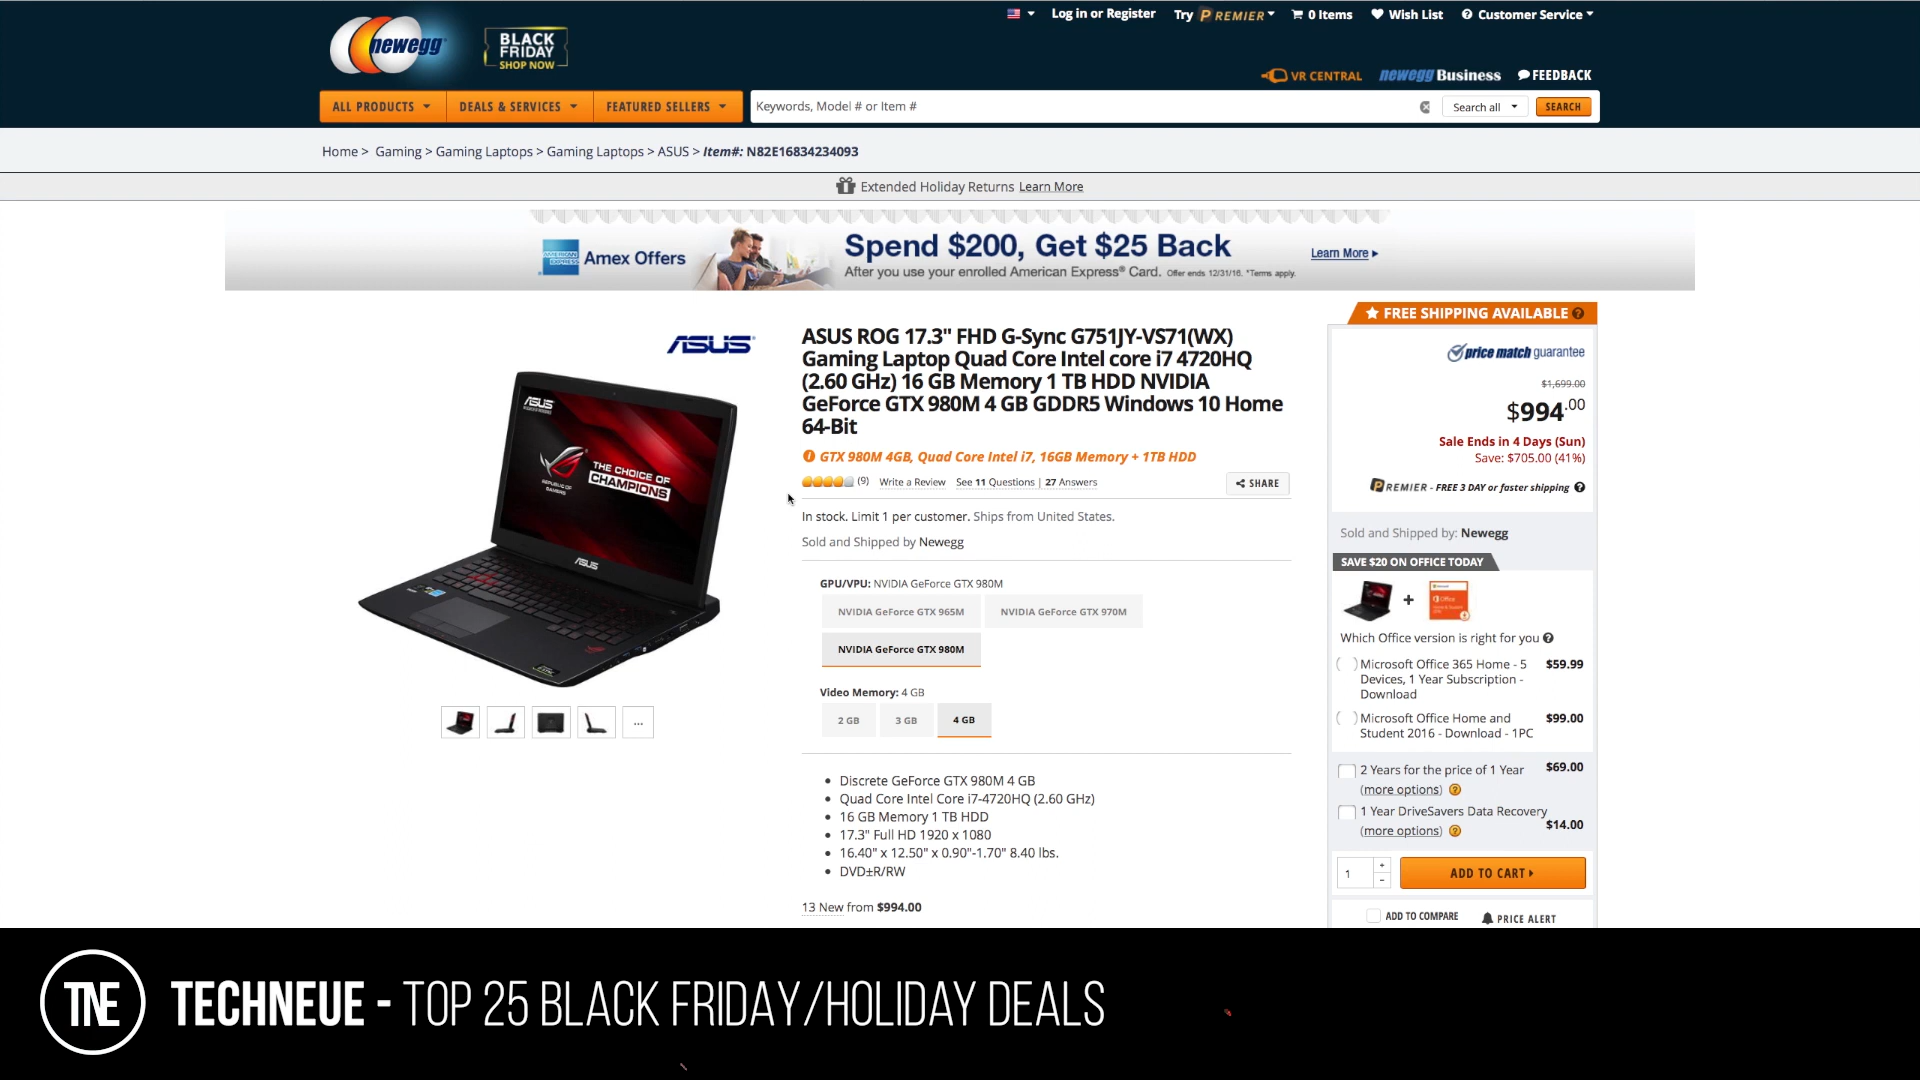 Log in or Register Try PREMIER 0 Items Wish List Customer Service
newegg
BLACK
FRIDAY
SHOP NOW
VR CENTRAL newegg Business FEEDBACK
ALL PRODUCTS DEALS & SERVICES FEATURED SELLERS Keywords, Model # or Item # Search all SEARCH
Home > Gaming > Gaming Laptops > Gaming Laptops > ASUS > Item#: N82E16834234093
Extended Holiday Returns Learn More
AMERICAN EXPRESS
Amex Offers
Spend $200, Get $25 Back
After you use your enrolled American Express® Card. Offer ends 12/31/16. *Terms apply.
Learn More
ASUS
ASUS
THE CHOICE OF
CHAMPIONS
REPUBLIC OF
GAMERS
ASUS
...
ASUS ROG 17.3" FHD G-Sync G751JY-VS71(WX)
Gaming Laptop Quad Core Intel core i7 4720HQ
(2.60 GHz) 16 GB Memory 1 TB HDD NVIDIA
GeForce GTX 980M 4 GB GDDR5 Windows 10 Home
64-Bit
GTX 980M 4GB, Quad Core Intel i7, 16GB Memory + 1TB HDD
(9) Write a Review See 11 Questions | 27 Answers SHARE
In stock. Limit 1 per customer. Ships from United States.
Sold and Shipped by Newegg
GPU/VPU: NVIDIA GeForce GTX 980M
NVIDIA GeForce GTX 965M NVIDIA GeForce GTX 970M
NVIDIA GeForce GTX 980M
Video Memory: 4 GB
2 GB 3 GB 4 GB
• Discrete GeForce GTX 980M 4 GB
• Quad Core Intel Core i7-4720HQ (2.60 GHz)
• 16 GB Memory 1 TB HDD
• 17.3" Full HD 1920 x 1080
• 16.40" x 12.50" x 0.90"-1.70" 8.40 lbs.
• DVD±R/RW
13 New from $994.00
FREE SHIPPING AVAILABLE ?
price match guarantee
$1,699.00
$994.00
Sale Ends in 4 Days (Sun)
Save: $705.00 (41%)
PREMIER - FREE 3 DAY or faster shipping ?
Sold and Shipped by: Newegg
SAVE $20 ON OFFICE TODAY
+
Office
Which Office version is right for you ?
Microsoft Office 365 Home - 5 $59.99
Devices, 1 Year Subscription -
Download
Microsoft Office Home and $99.00
Student 2016 - Download - 1PC
2 Years for the price of 1 Year $69.00
(more options) ?
1 Year DriveSavers Data Recovery
(more options) ? $14.00
1 + - ADD TO CART
ADD TO COMPARE PRICE ALERT
TNE TECHNEUE - TOP 25 BLACK FRIDAY/HOLIDAY DEALS